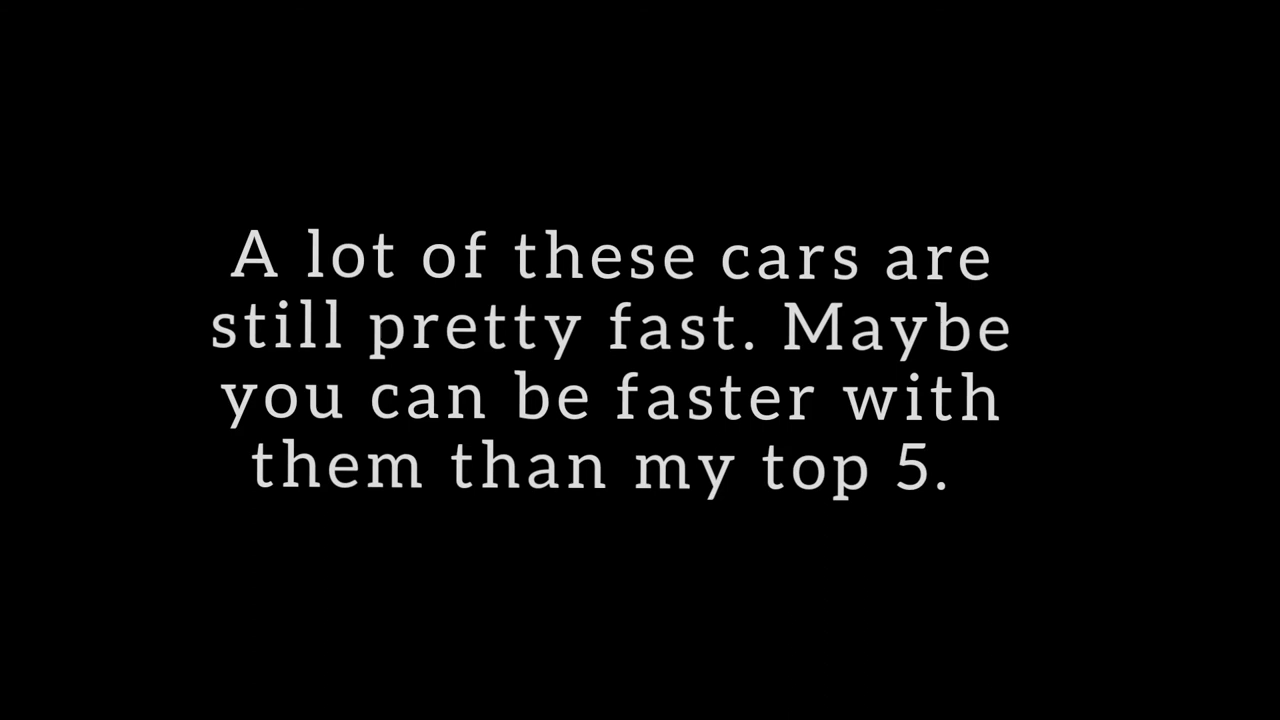 A lot of these cars are
still pretty fast. Maybe
you can be faster with
them than my top 5.